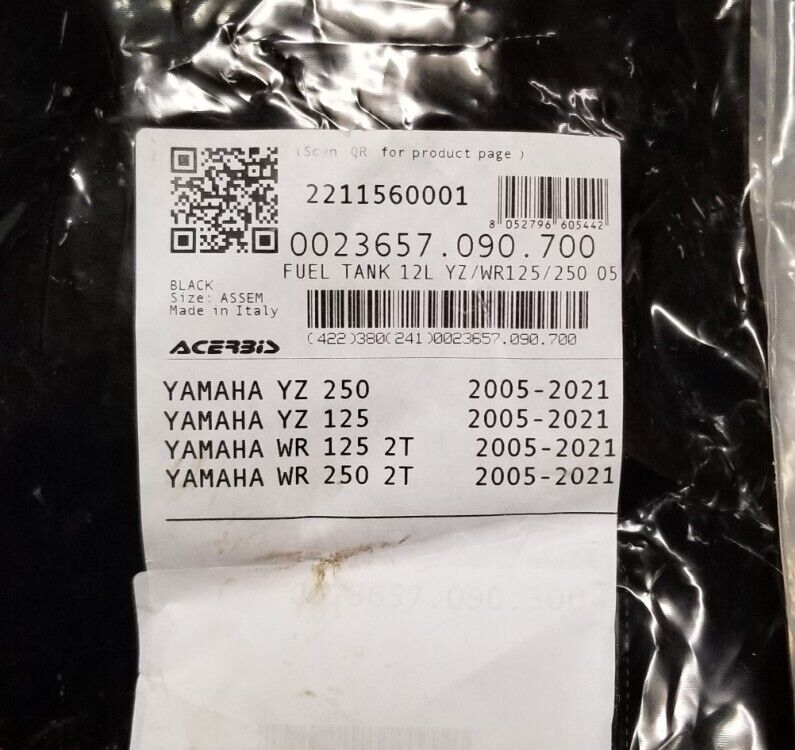 (Scan QR for product page )
2211560001
8 052796 605442
0023657.090.700
FUEL TANK 12L YZ/WR125/250 05
BLACK
Size: ASSEM
Made in Italy
(422)380(241)0023657.090.700
ACERBIS
YAMAHA YZ 250 2005-2021
YAMAHA YZ 125 2005-2021
YAMAHA WR 125 2T 2005-2021
YAMAHA WR 250 2T 2005-2021